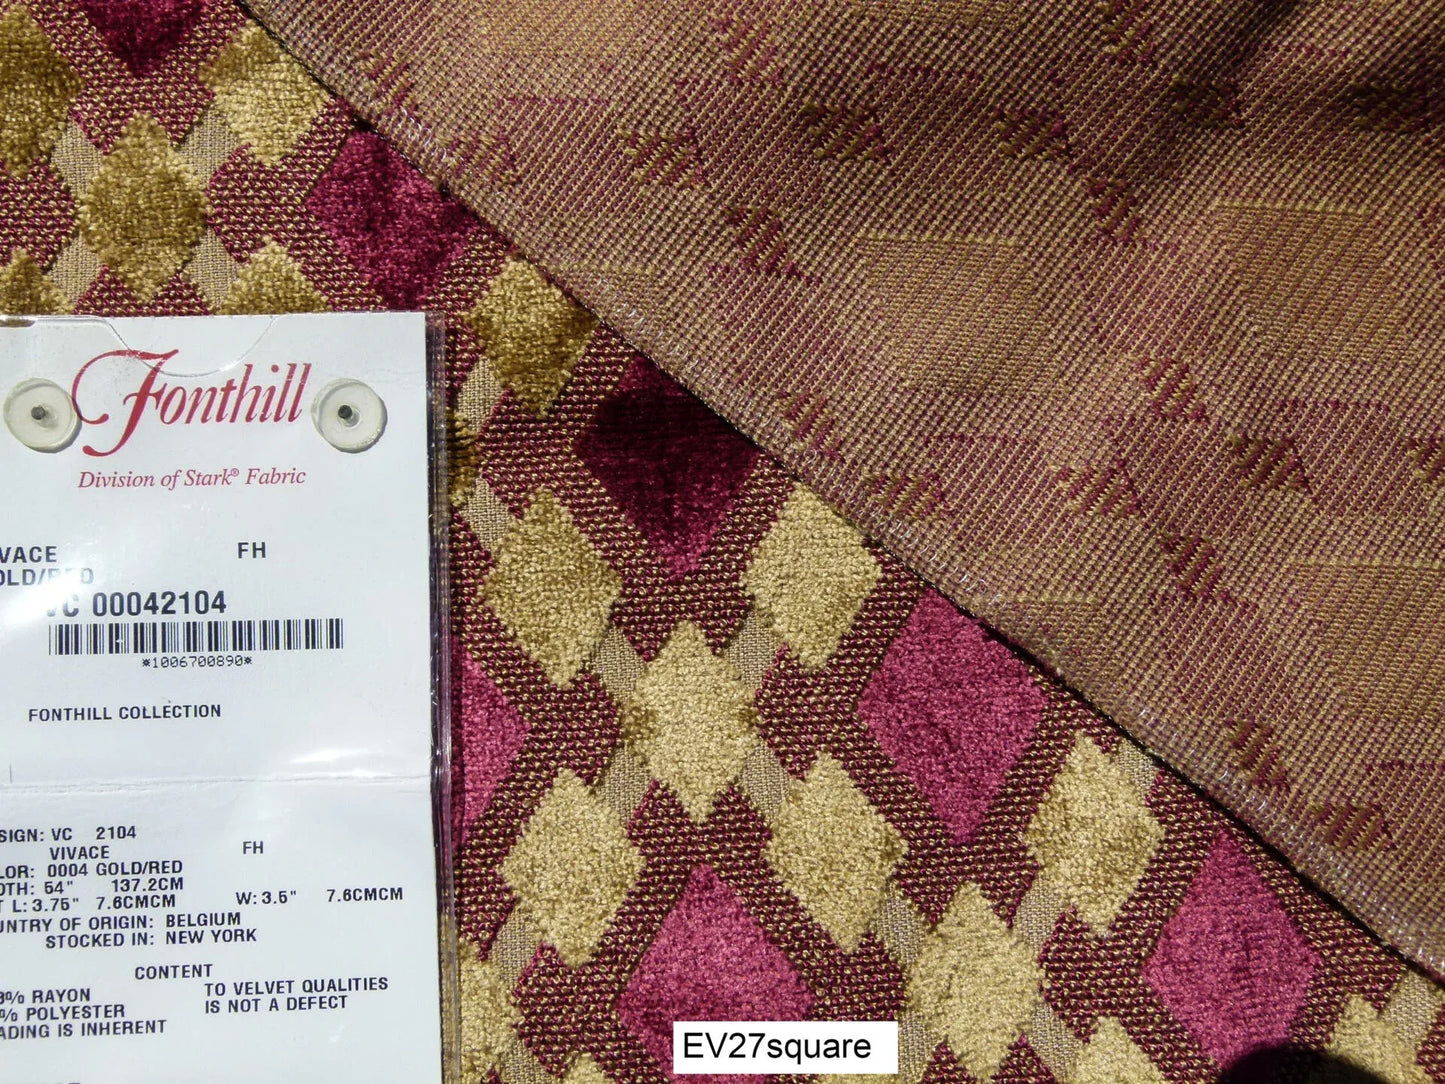 Fonthill
Division of Stark® Fabric
VACE FH
OLD/RED
VC 00042104
*1006700890*
FONTHILL COLLECTION
SIGN: VC 2104
VIVACE FH
LOR: 0004 GOLD/RED
DTH: 54" 137.2CM
T L: 3.75" 7.6CMCM W: 3.5" 7.6CMCM
UNTRY OF ORIGIN: BELGIUM
STOCKED IN: NEW YORK
CONTENT
% RAYON TO VELVET QUALITIES
% POLYESTER IS NOT A DEFECT
ADING IS INHERENT
EV27square